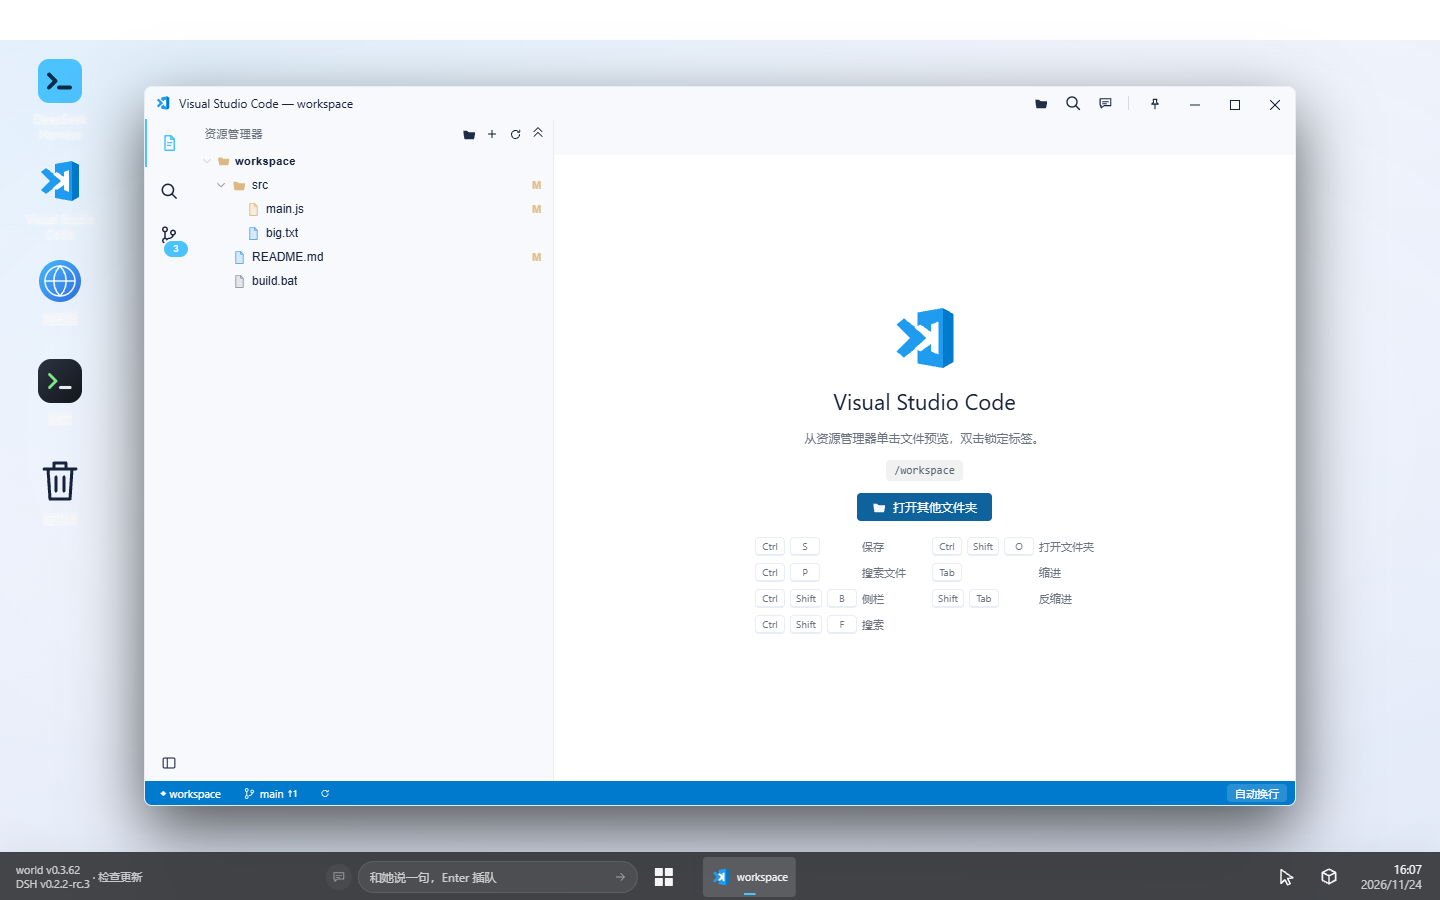 DeepSeek
Visual Studio
Code
Visual Studio Code — workspace
资源管理器
workspace
src
M
main.js
M
big.txt
README.md
M
build.bat
3
Visual Studio Code
从资源管理器单击文件预览，双击锁定标签。
/workspace
打开其他文件夹
Ctrl S 保存 Ctrl Shift O 打开文件夹
Ctrl P 搜索文件 Tab 缩进
Ctrl Shift B 侧栏 Shift Tab 反缩进
Ctrl Shift F 搜索
workspace main ↑1 自动换行
world v0.3.62
DSH v0.2.2-rc.3 · 检查更新
和她说一句，Enter 插队
workspace
16:07
2026/11/24